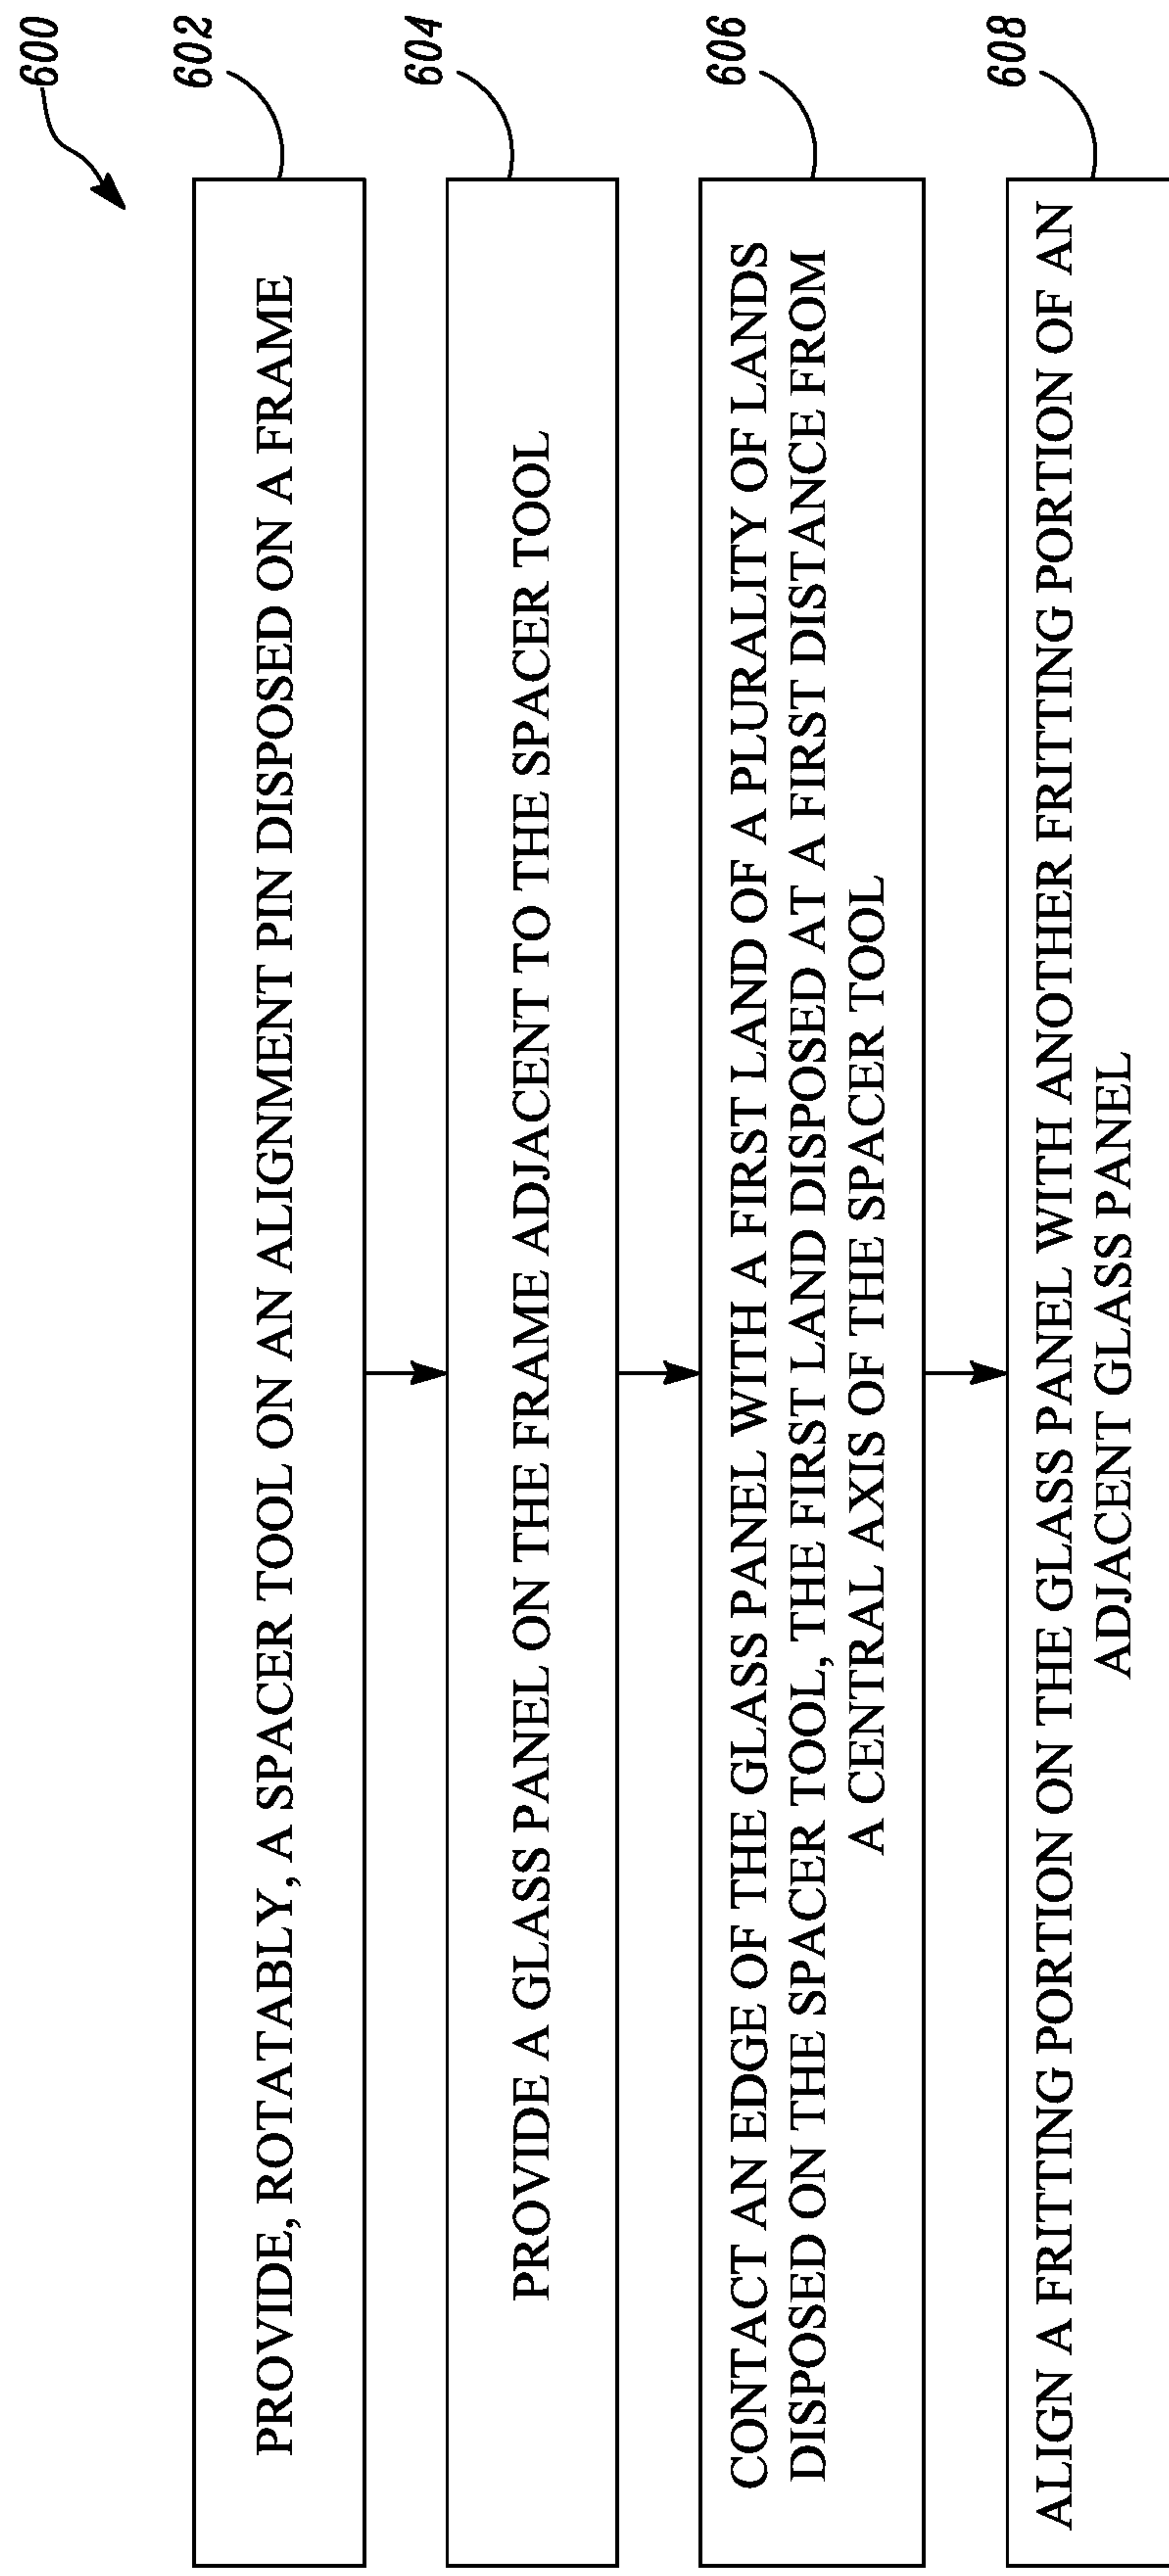 600
602
PROVIDE, ROTATABLY, A SPACER TOOL ON AN ALIGNMENT PIN DISPOSED ON A FRAME
604
PROVIDE A GLASS PANEL ON THE FRAME ADJACENT TO THE SPACER TOOL
606
CONTACT AN EDGE OF THE GLASS PANEL WITH A FIRST LAND OF A PLURALITY OF LANDS
DISPOSED ON THE SPACER TOOL, THE FIRST LAND DISPOSED AT A FIRST DISTANCE FROM
A CENTRAL AXIS OF THE SPACER TOOL
608
ALIGN A FRITTING PORTION ON THE GLASS PANEL WITH ANOTHER FRITTING PORTION OF AN
ADJACENT GLASS PANEL